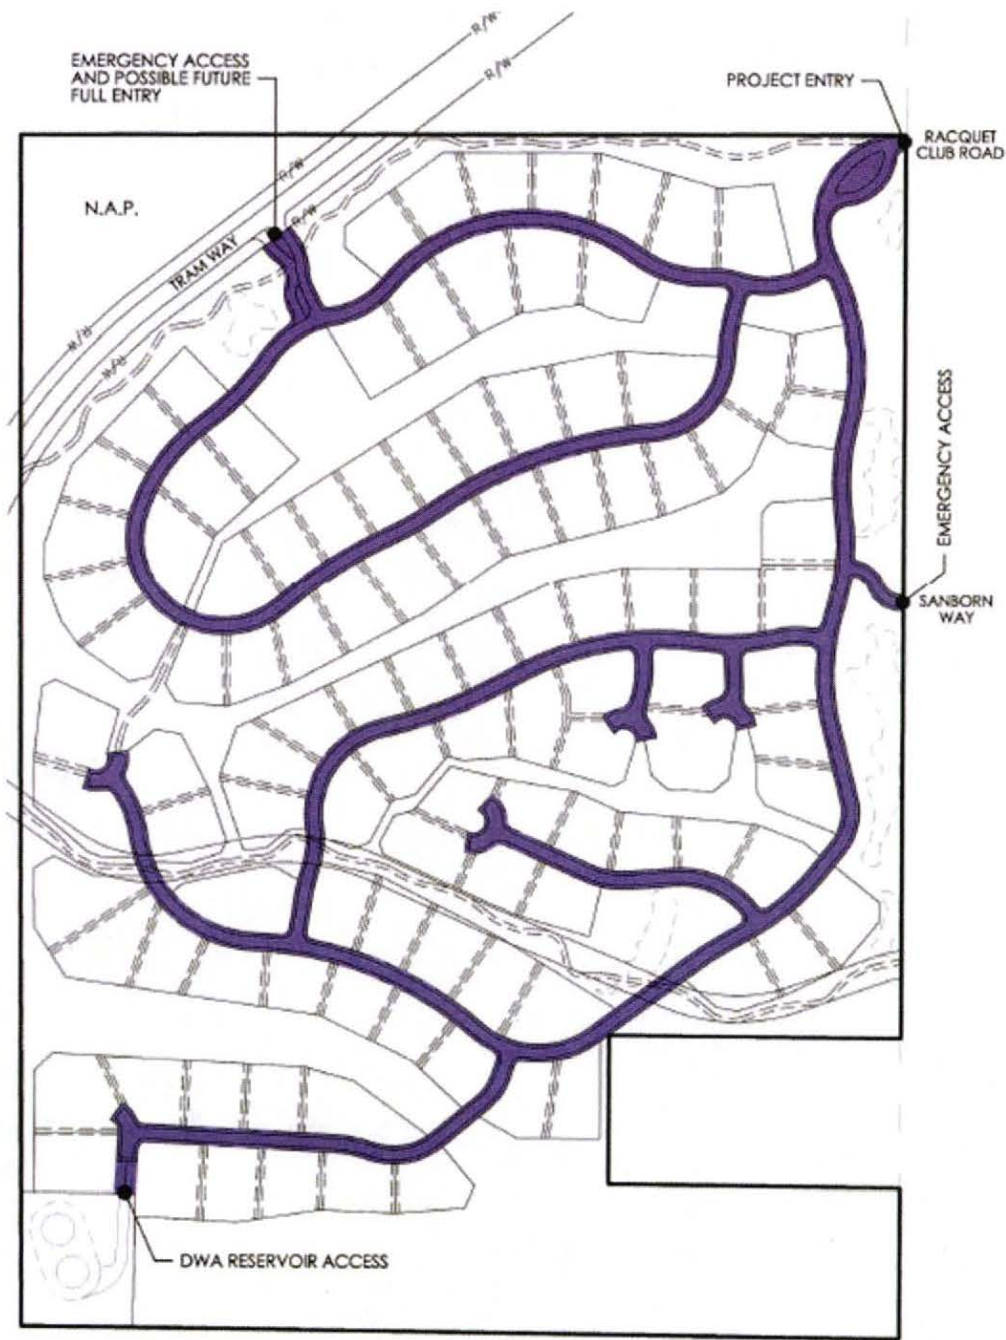 R/W
R/W
EMERGENCY ACCESS
AND POSSIBLE FUTURE
FULL ENTRY
PROJECT ENTRY
RACQUET
CLUB ROAD
R/W
N.A.P.
R/W
TRAM WAY
R/W
R/W
EMERGENCY ACCESS
SANBORN
WAY
DWA RESERVOIR ACCESS